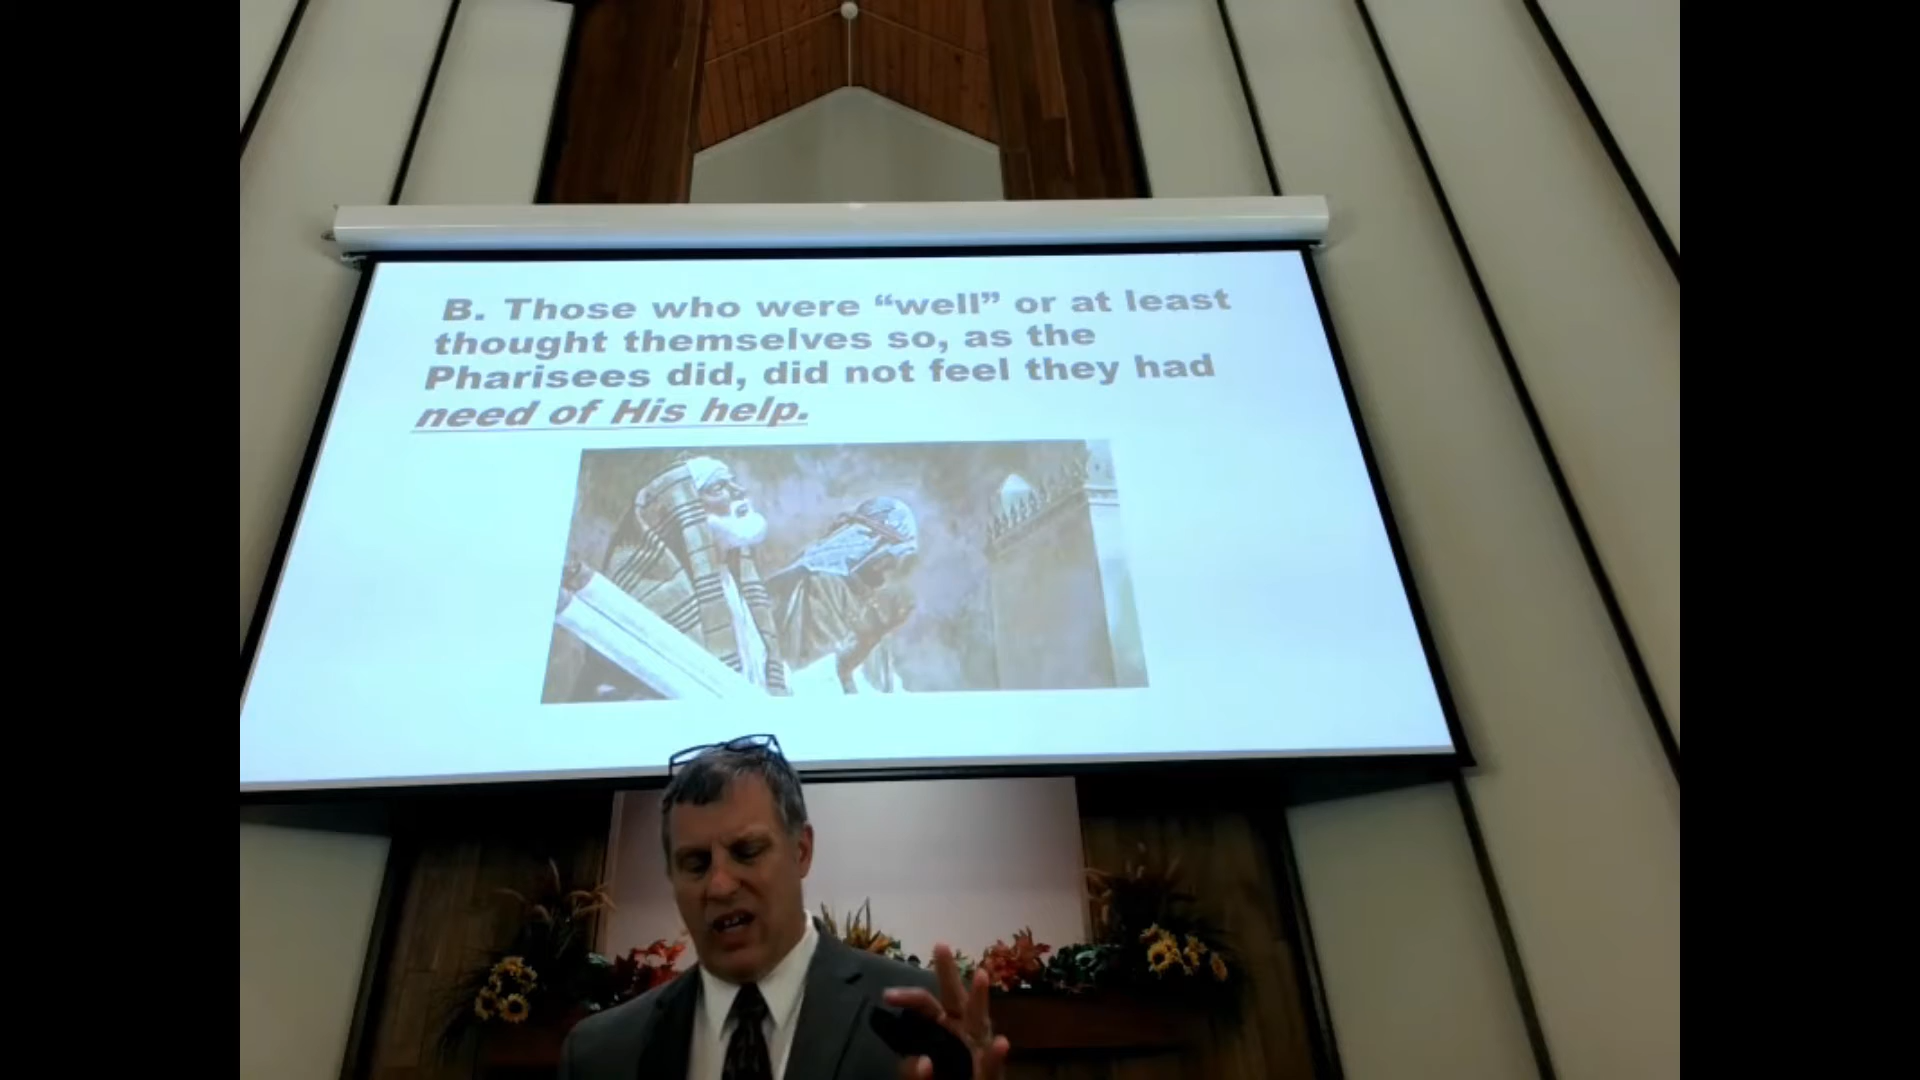 B. Those who were “well” or at least
thought themselves so, as the
Pharisees did, did not feel they had
need of His help.